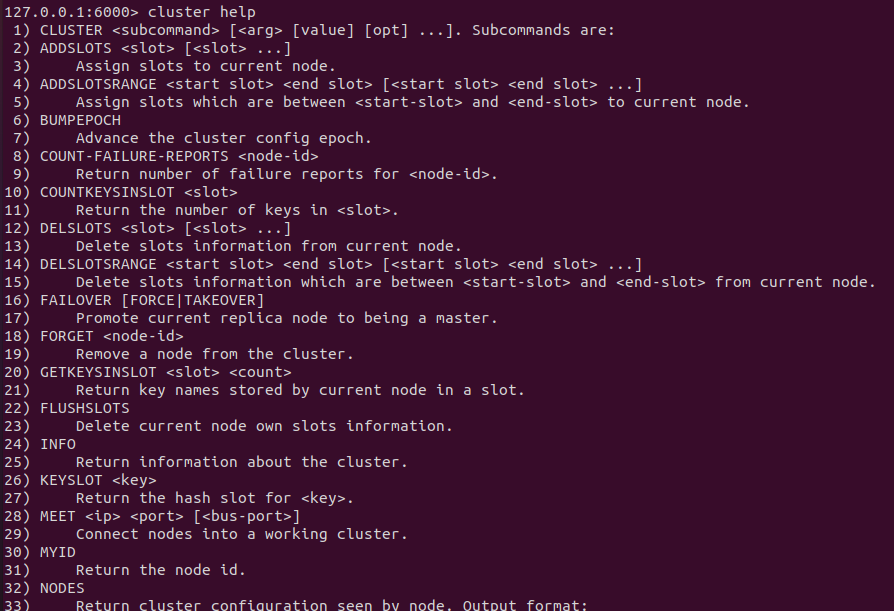 127.0.0.1:6000> cluster help
 1) CLUSTER <subcommand> [<arg> [value] [opt] ...]. Subcommands are:
 2) ADDSLOTS <slot> [<slot> ...]
 3)     Assign slots to current node.
 4) ADDSLOTSRANGE <start slot> <end slot> [<start slot> <end slot> ...]
 5)     Assign slots which are between <start-slot> and <end-slot> to current node.
 6) BUMPEPOCH
 7)     Advance the cluster config epoch.
 8) COUNT-FAILURE-REPORTS <node-id>
 9)     Return number of failure reports for <node-id>.
10) COUNTKEYSINSLOT <slot>
11)     Return the number of keys in <slot>.
12) DELSLOTS <slot> [<slot> ...]
13)     Delete slots information from current node.
14) DELSLOTSRANGE <start slot> <end slot> [<start slot> <end slot> ...]
15)     Delete slots information which are between <start-slot> and <end-slot> from current node.
16) FAILOVER [FORCE|TAKEOVER]
17)     Promote current replica node to being a master.
18) FORGET <node-id>
19)     Remove a node from the cluster.
20) GETKEYSINSLOT <slot> <count>
21)     Return key names stored by current node in a slot.
22) FLUSHSLOTS
23)     Delete current node own slots information.
24) INFO
25)     Return information about the cluster.
26) KEYSLOT <key>
27)     Return the hash slot for <key>.
28) MEET <ip> <port> [<bus-port>]
29)     Connect nodes into a working cluster.
30) MYID
31)     Return the node id.
32) NODES
33)     Return cluster configuration seen by node. Output format: